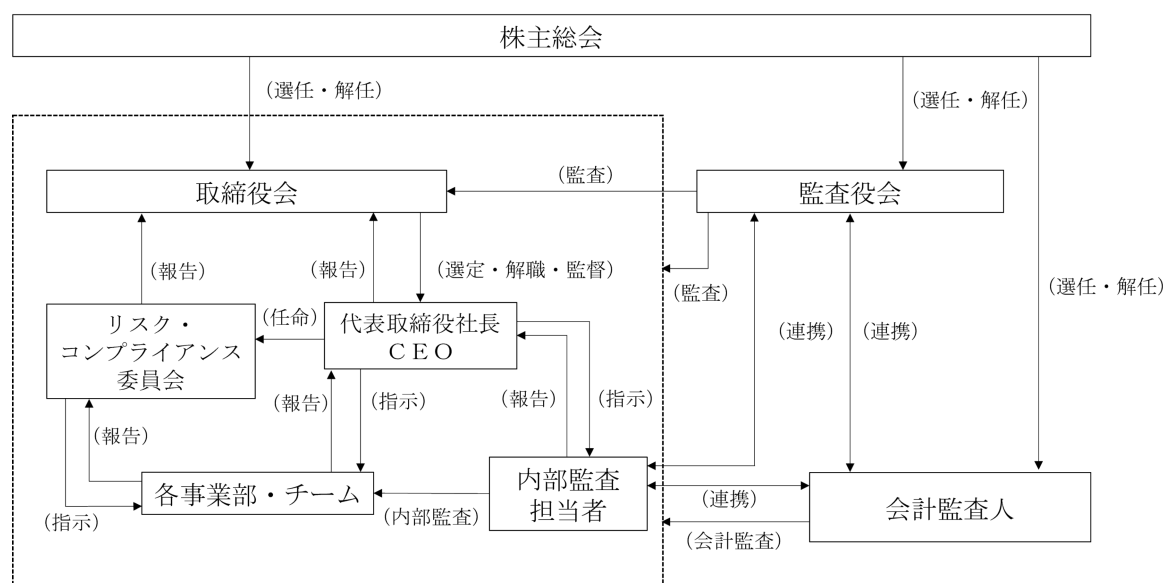 株主総会
(選任・解任)
(選任・解任)
(監査)
取締役会
監査役会
(報告)
(報告)
(選定・解職・監督)
(監査)
(選任・解任)
リスク・
コンプライアンス
委員会
(任命)
代表取締役社長
ＣＥＯ
(連携)
(連携)
(報告)
(報告)
(指示)
(報告)
(指示)
各事業部・チーム
内部監査
担当者
(連携)
会計監査人
(指示)
(内部監査)
(会計監査)